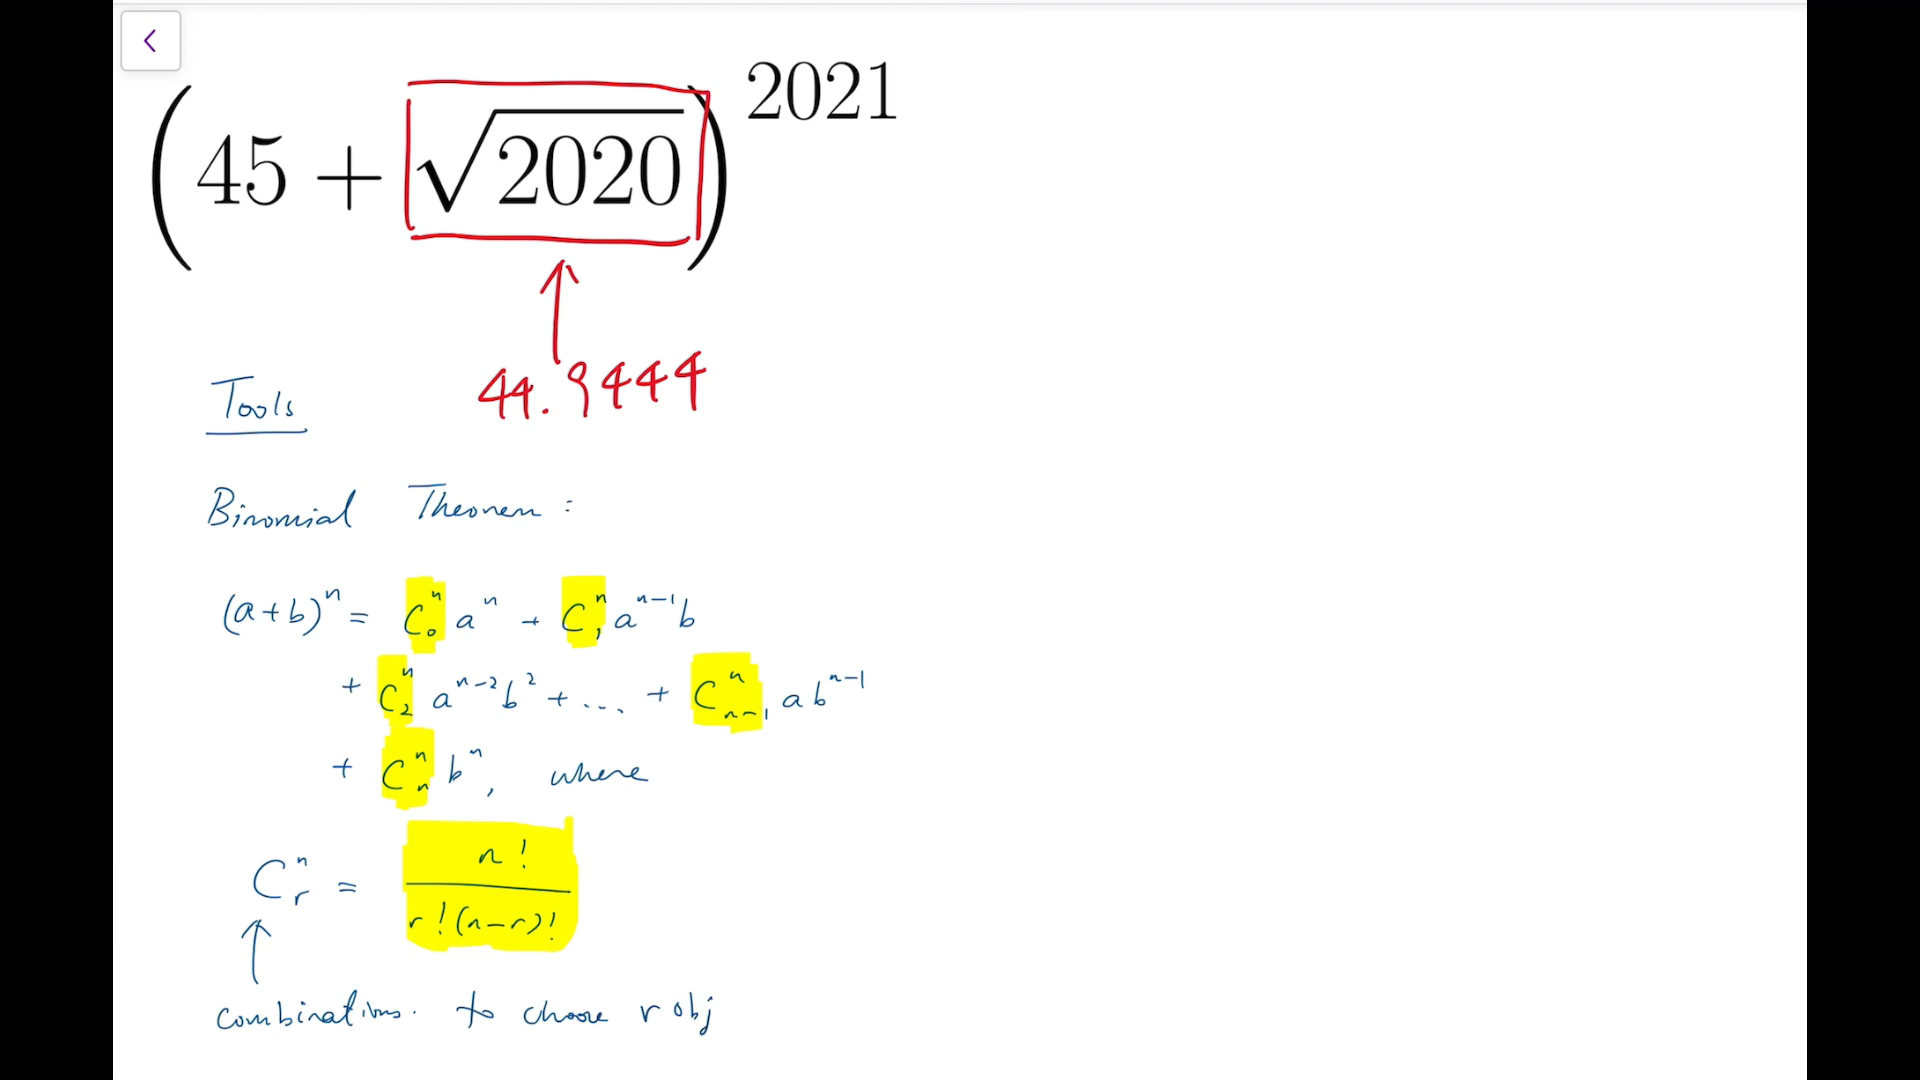 (45 + √2020)^2021
44.9444
Tools
Binomial Theorem :
(a+b)^n = C^n_0 a^n + C^n_1 a^{n-1} b
+ C^n_2 a^{n-2} b^2 + ... + C^n_{n-1} a b^{n-1}
+ C^n_n b^n, where
C^n_r = n! / r!(n-r)!
combinations. to choose r obj